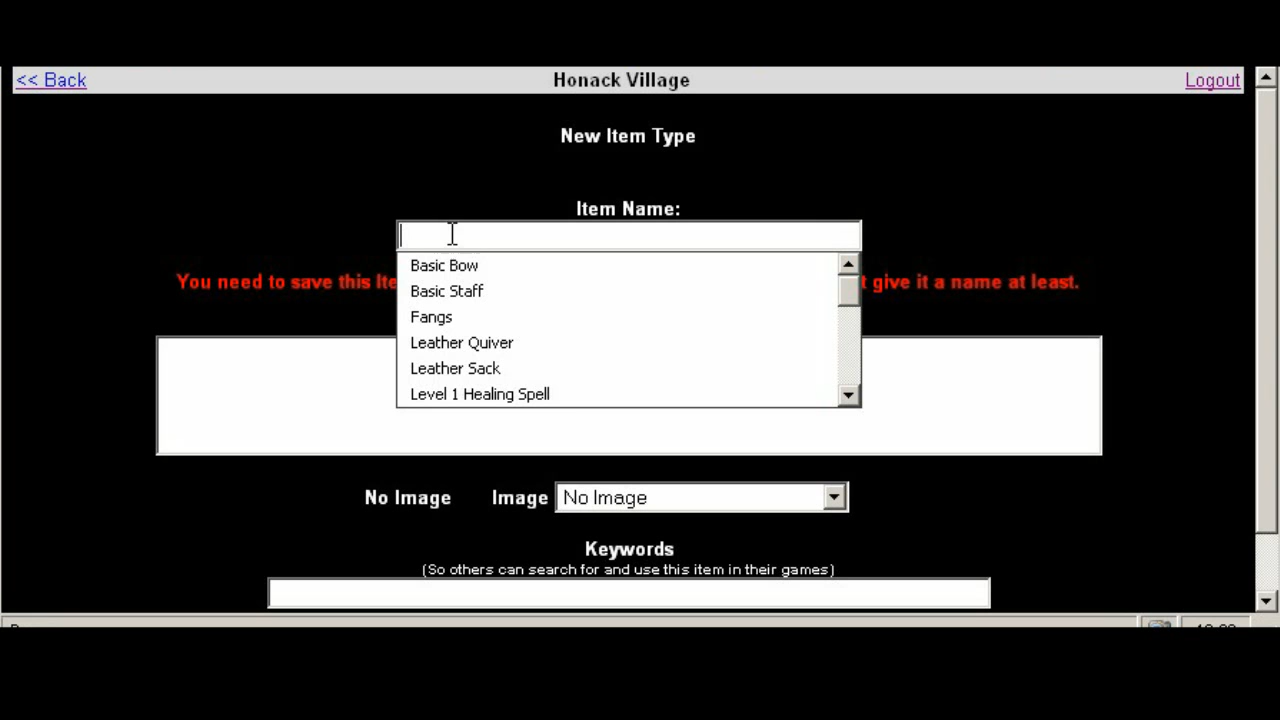 << Back Honack Village Logout
New Item Type
Item Name:
You need to save this Ite t give it a name at least.
Basic Bow
Basic Staff
Fangs
Leather Quiver
Leather Sack
Level 1 Healing Spell
No Image Image No Image
Keywords
(So others can search for and use this item in their games)